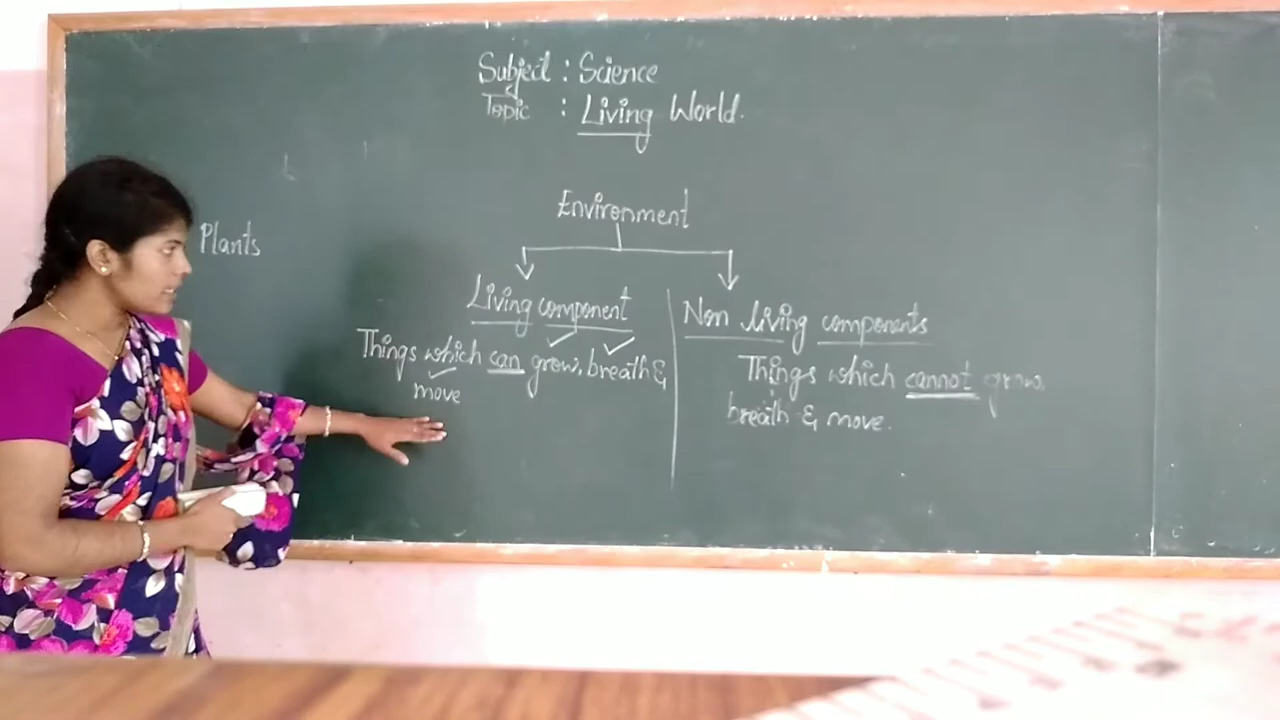 Subject : Science
Topic : Living World.
Plants
Environment
Living component
Things which can grow, breath &
move
Non living components
Things which cannot grow,
breath & move.